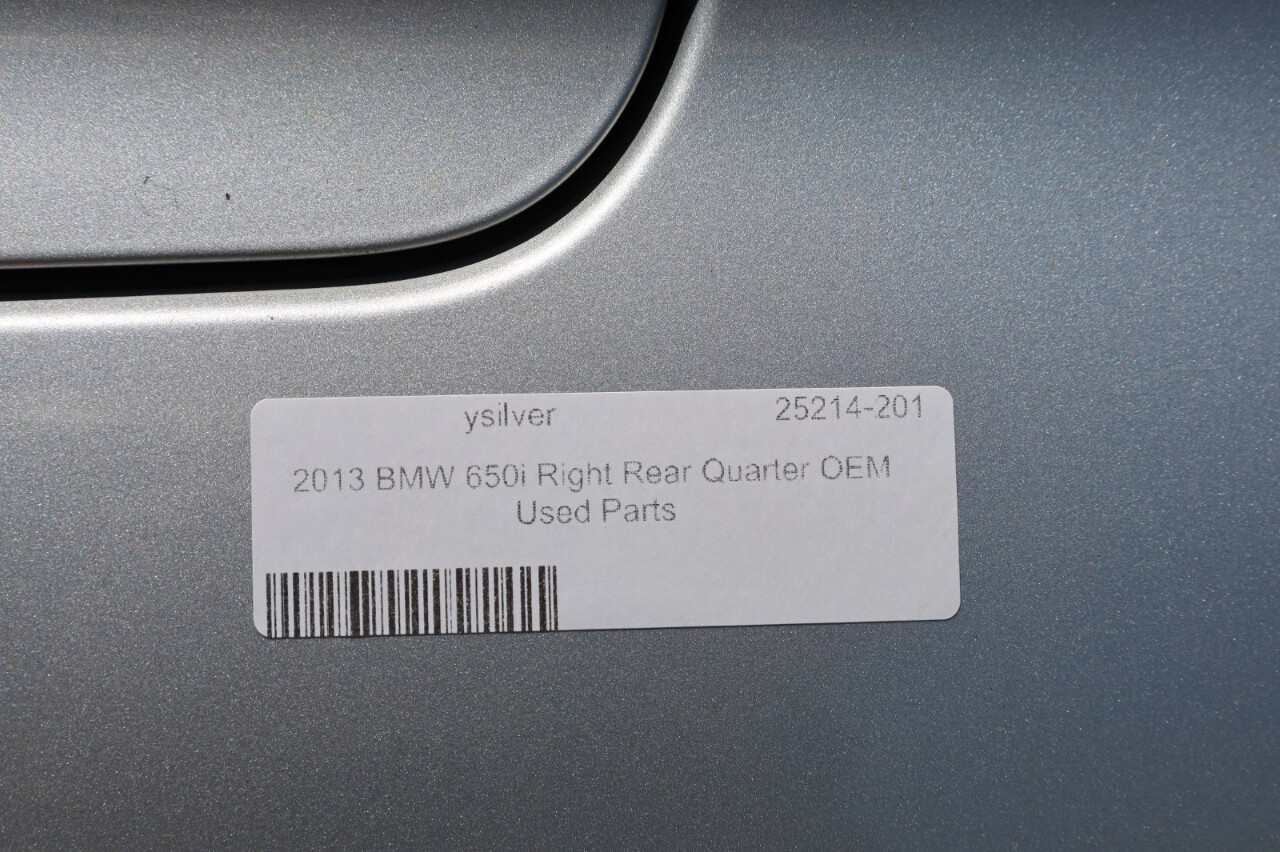 ysilver 25214-201
2013 BMW 650i Right Rear Quarter OEM
Used Parts